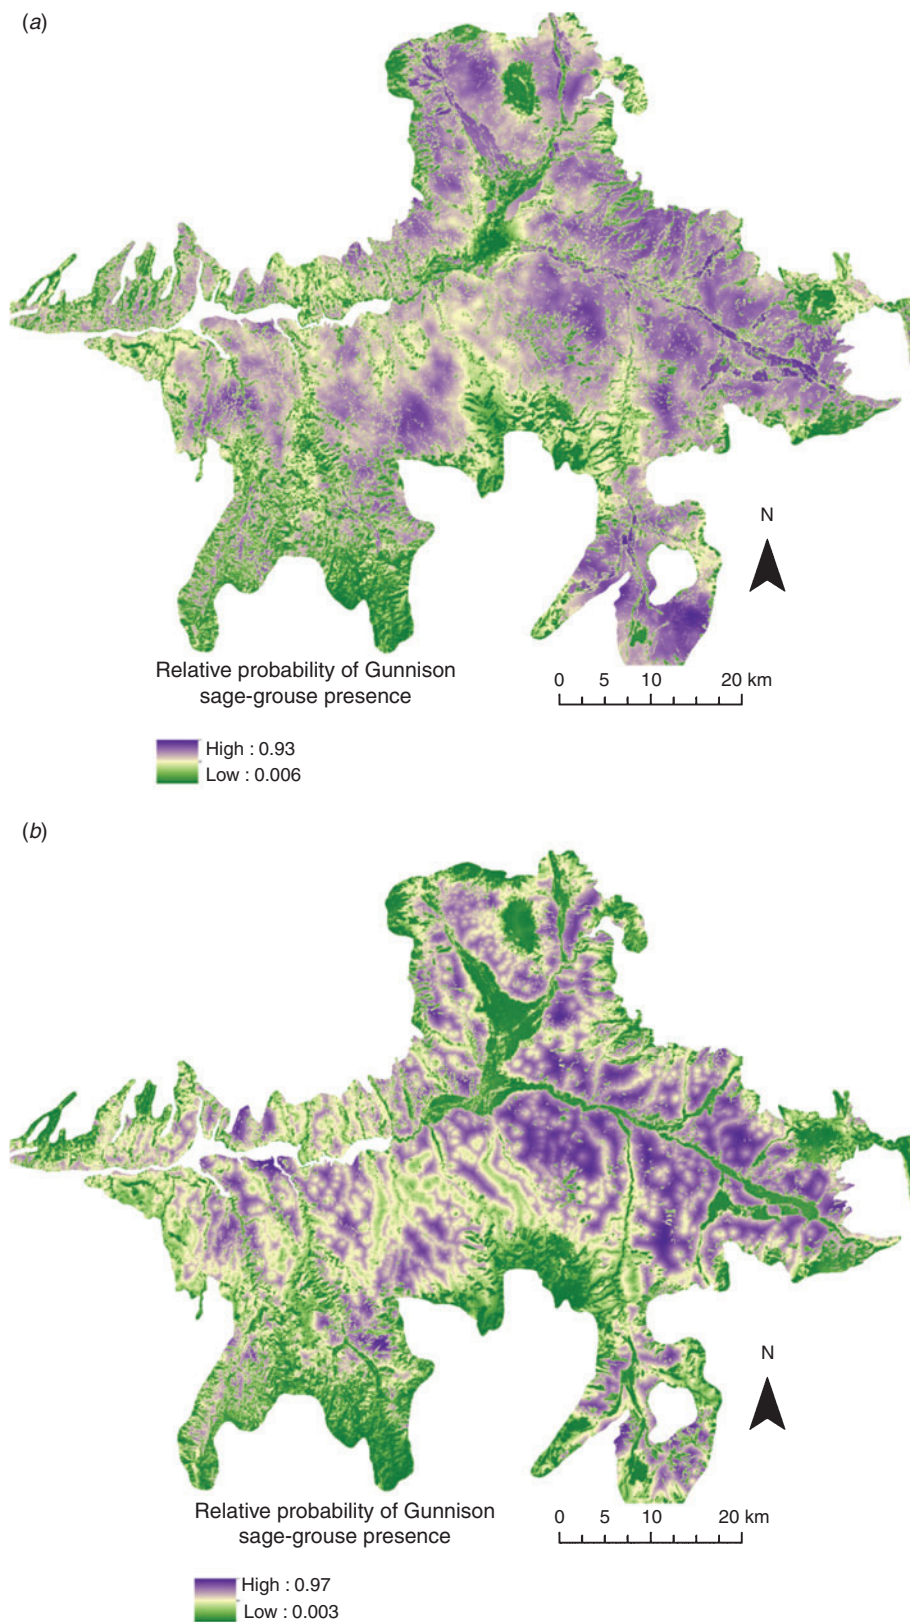 (a)
N
Relative probability of Gunnison
sage-grouse presence
0 5 10 20 km
High : 0.93
Low : 0.006
(b)
N
Relative probability of Gunnison
sage-grouse presence
0 5 10 20 km
High : 0.97
Low : 0.003